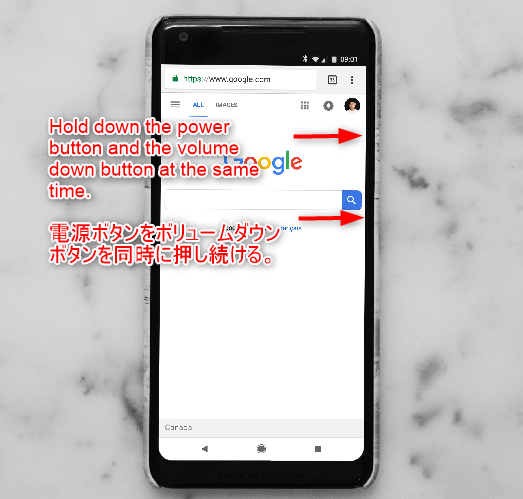 09:01
https://www.google.com
ALL IMAGES
Hold down the power
button and the volume
down button at the same
time.
Google
電源ボタンをボリュームダウン
ボタンを同時に押し続ける。
Français
Canada